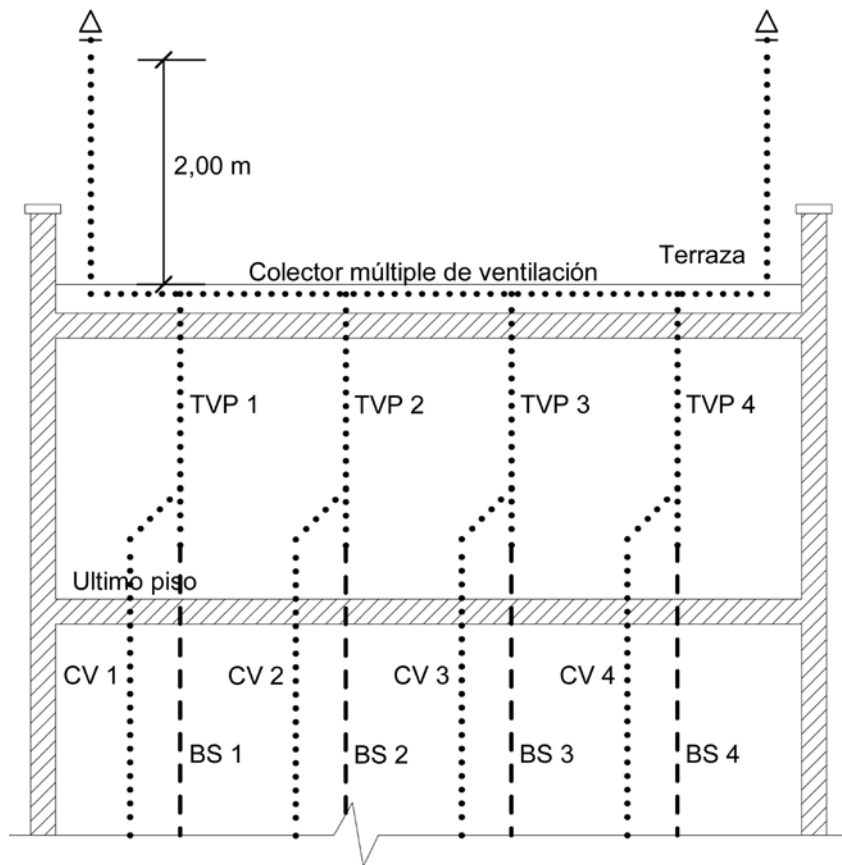 2,00 m
Terraza
Colector múltiple de ventilación
TVP 1
TVP 2
TVP 3
TVP 4
Ultimo piso
CV 1
CV 2
CV 3
CV 4
BS 1
BS 2
BS 3
BS 4